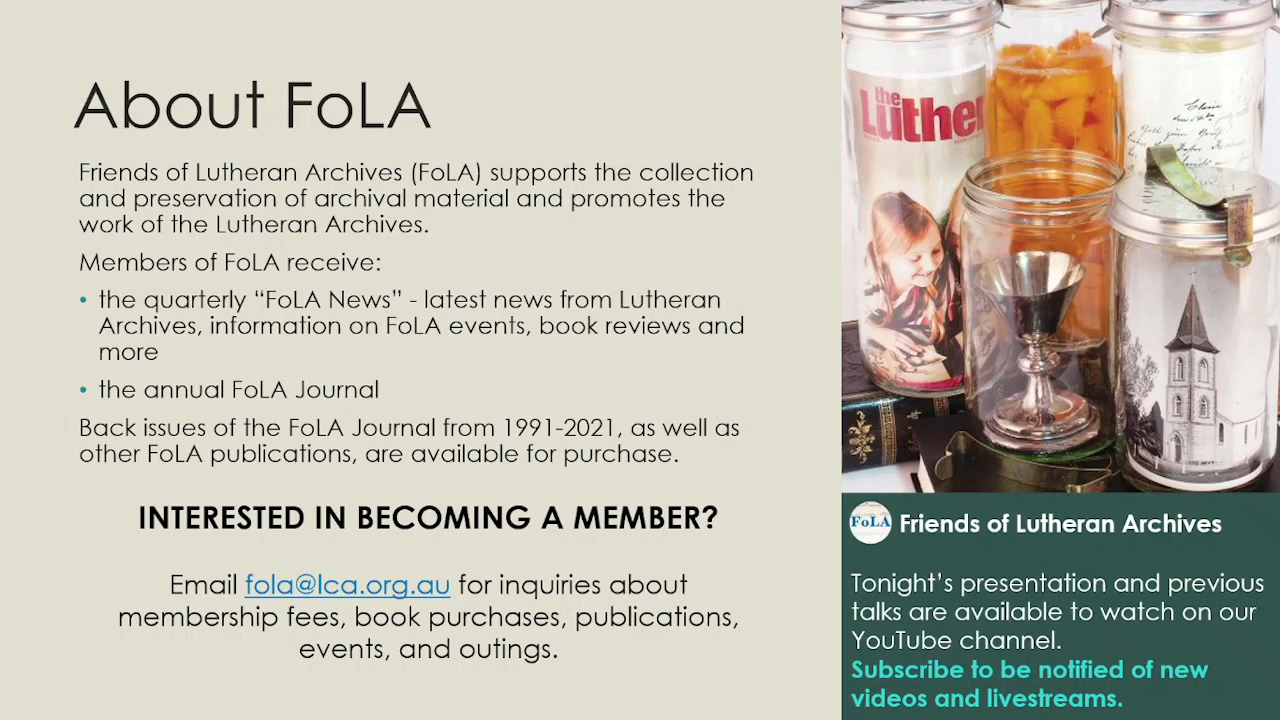 About FoLA
Friends of Lutheran Archives (FoLA) supports the collection
and preservation of archival material and promotes the
work of the Lutheran Archives.
Members of FoLA receive:
• the quarterly “FoLA News” - latest news from Lutheran
Archives, information on FoLA events, book reviews and
more
• the annual FoLA Journal
Back issues of the FoLA Journal from 1991-2021, as well as
other FoLA publications, are available for purchase.
INTERESTED IN BECOMING A MEMBER?
Email fola@lca.org.au for inquiries about
membership fees, book purchases, publications,
events, and outings.
the
Luther
FoLA Friends of Lutheran Archives
Tonight’s presentation and previous
talks are available to watch on our
YouTube channel.
Subscribe to be notified of new
videos and livestreams.